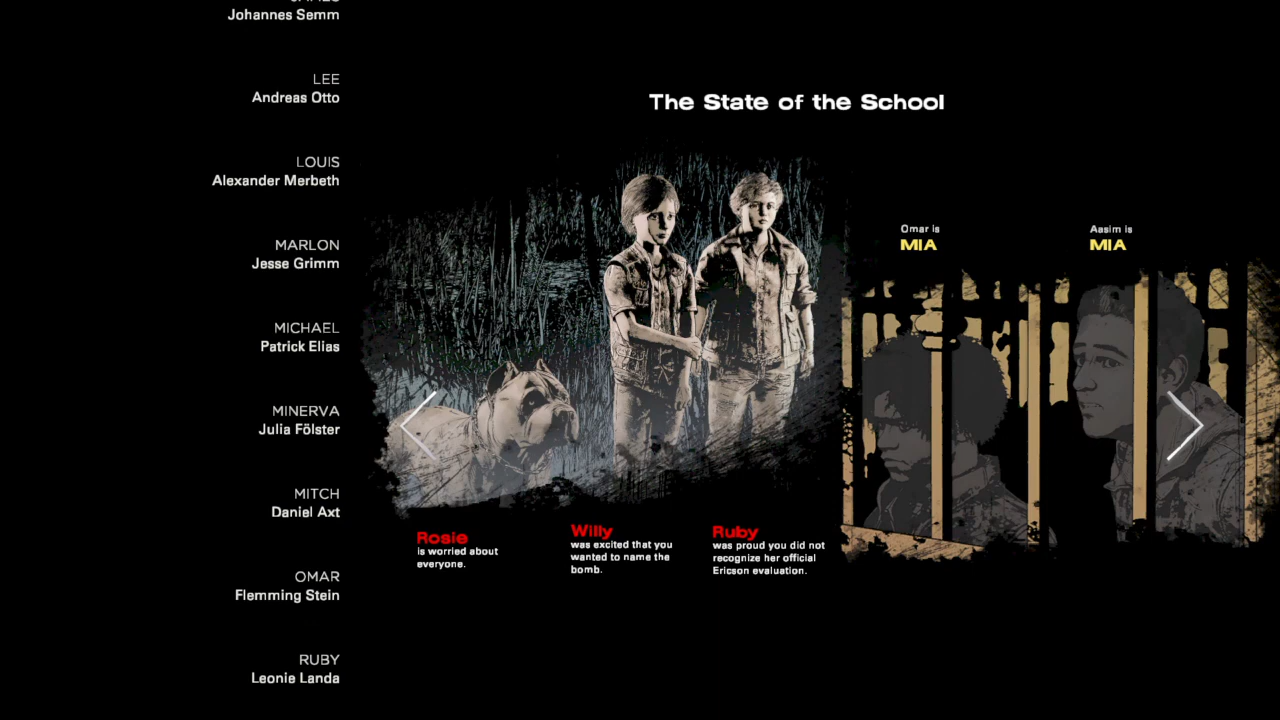 Johannes Semm
LEE
Andreas Otto
LOUIS
Alexander Merbeth
MARLON
Jesse Grimm
MICHAEL
Patrick Elias
MINERVA
Julia Fölster
MITCH
Daniel Axt
OMAR
Flemming Stein
RUBY
Leonie Landa
The State of the School
Omar is
MIA
Aasim is
MIA
Rosie
is worried about
everyone.
Willy
was excited that you
wanted to name the
bomb.
Ruby
was proud you did not
recognize her official
Ericson evaluation.